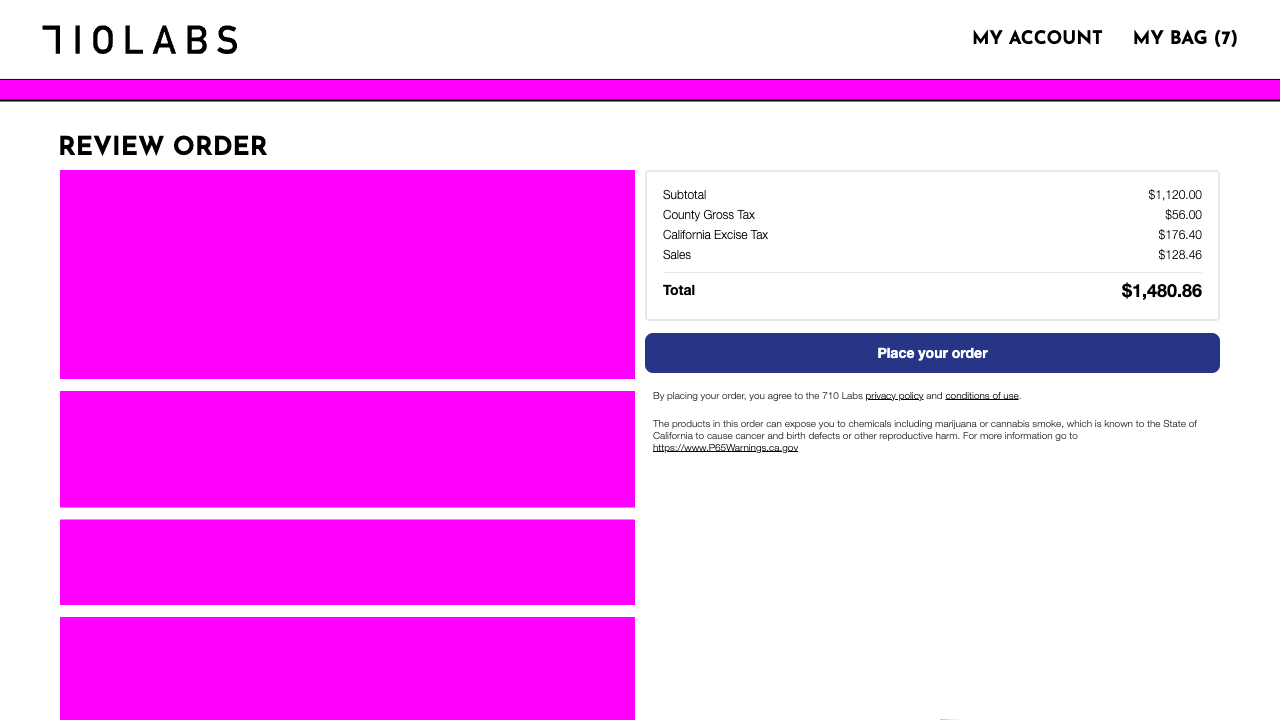 710LABS
MY ACCOUNT
MY BAG (7)
REVIEW ORDER
Subtotal $1,120.00
County Gross Tax $56.00
California Excise Tax $176.40
Sales $128.46
Total $1,480.86
Place your order
By placing your order, you agree to the 710 Labs privacy policy and conditions of use.
The products in this order can expose you to chemicals including marijuana or cannabis smoke, which is known to the State of
California to cause cancer and birth defects or other reproductive harm. For more information go to
https://www.P65Warnings.ca.gov